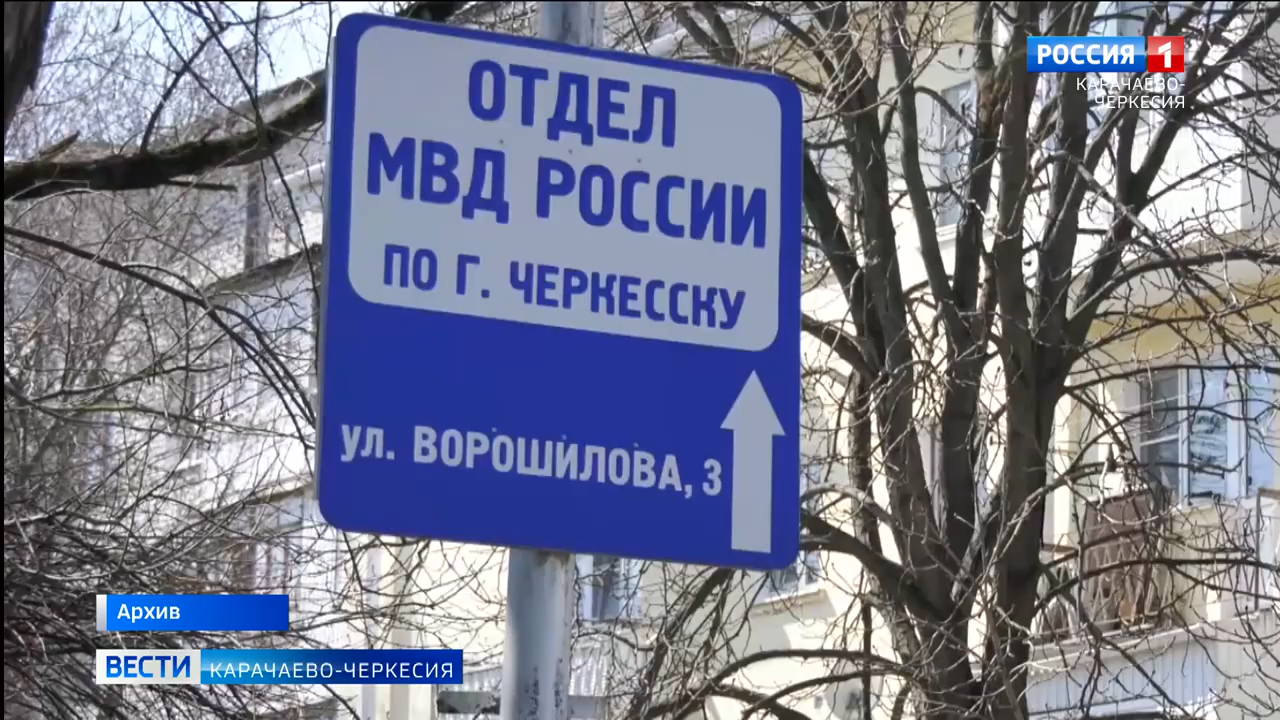 ОТДЕЛ
МВД РОССИИ
ПО Г. ЧЕРКЕССКУ
ул. ВОРОШИЛОВА, 3
РОССИЯ 1
КАРАЧАЕВО-
ЧЕРКЕСИЯ
Архив
ВЕСТИ КАРАЧАЕВО-ЧЕРКЕСИЯ